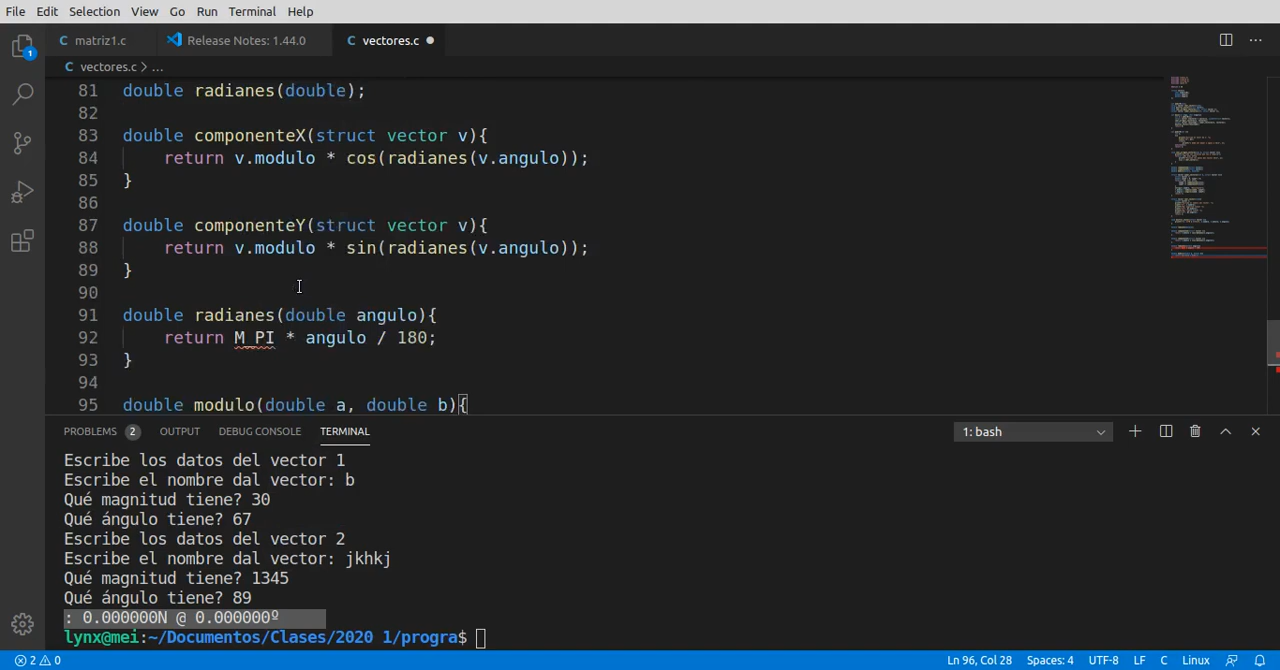 File Edit Selection View Go Run Terminal Help
C matriz1.c Release Notes: 1.44.0 C vectores.c ● ...
1 C vectores.c > ...
81 double radianes(double);
82
83 double componenteX(struct vector v){
84 return v.modulo * cos(radianes(v.angulo));
85 }
86
87 double componenteY(struct vector v){
88 return v.modulo * sin(radianes(v.angulo));
89 }
90
91 double radianes(double angulo){
92 return M_PI * angulo / 180;
93 }
94
95 double modulo(double a, double b){
PROBLEMS 2 OUTPUT DEBUG CONSOLE TERMINAL 1: bash
Escribe los datos del vector 1
Escribe el nombre dal vector: b
Qué magnitud tiene? 30
Qué ángulo tiene? 67
Escribe los datos del vector 2
Escribe el nombre dal vector: jkhkj
Qué magnitud tiene? 1345
Qué ángulo tiene? 89
: 0.000000N @ 0.000000º
lynx@mei:~/Documentos/Clases/2020 1/progra$
2 0 Ln 96, Col 28 Spaces: 4 UTF-8 LF C Linux